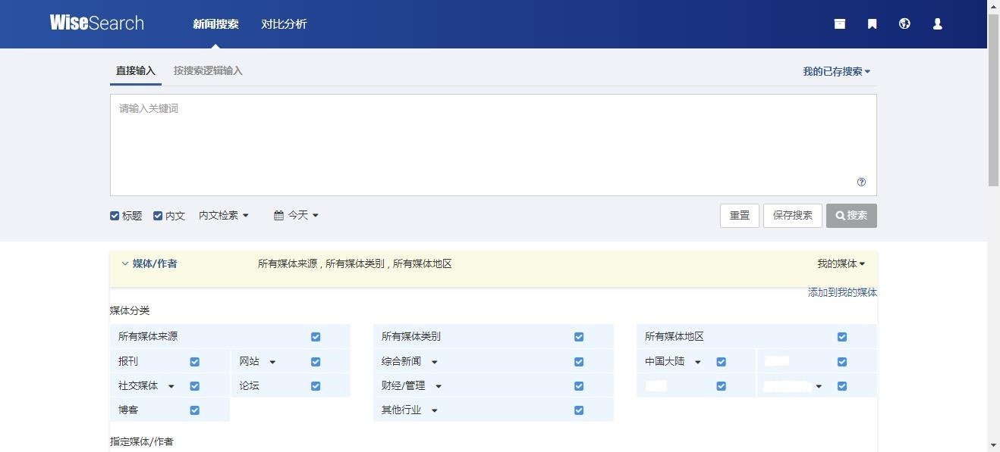 WiseSearch 新闻搜索 对比分析
直接输入 按搜索逻辑输入 我的已存搜索
请输入关键词
标题 内文 内文检索 今天 重置 保存搜索 搜索
媒体/作者 所有媒体来源 , 所有媒体类别 , 所有媒体地区 我的媒体
添加到我的媒体
媒体分类
所有媒体来源 所有媒体类别 所有媒体地区
报刊 网站 综合新闻 中国大陆
社交媒体 论坛 财经/管理
博客 其他行业
指定媒体/作者